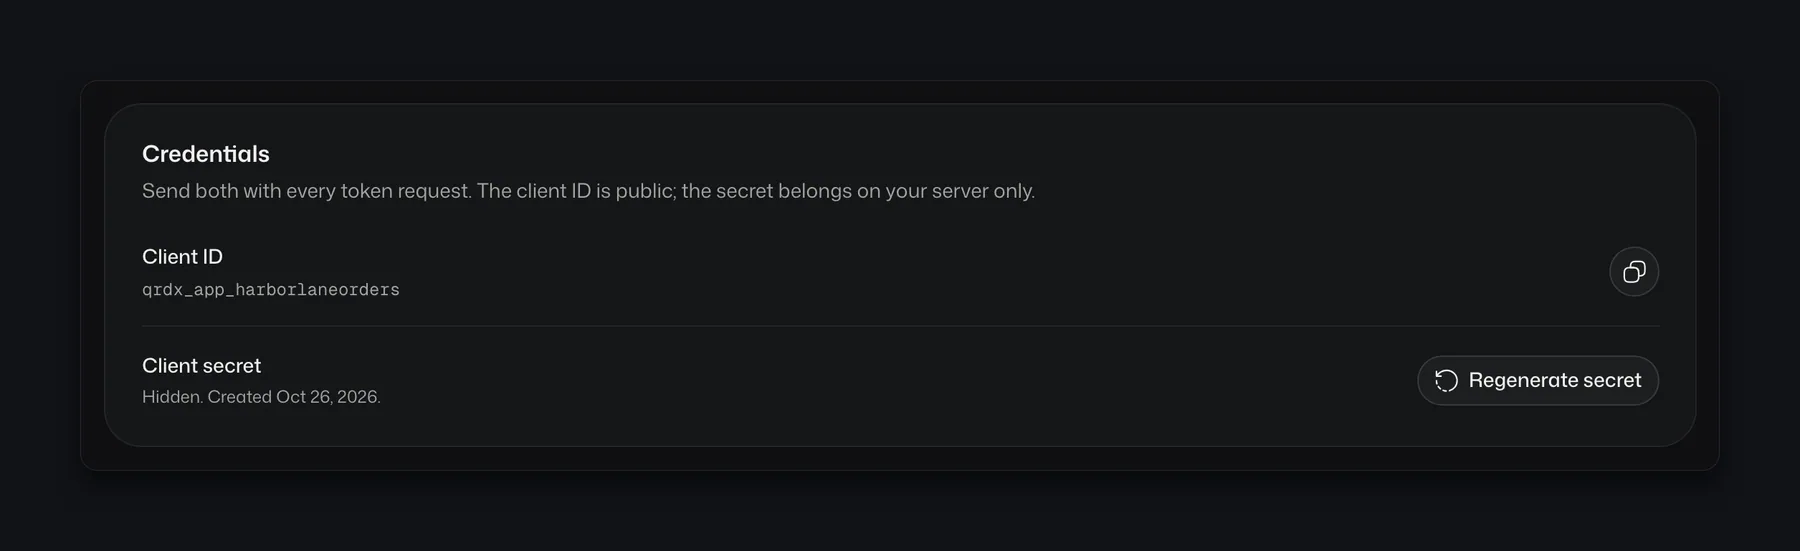 Credentials
Send both with every token request. The client ID is public; the secret belongs on your server only.
Client ID
qrdx_app_harborlaneorders
Client secret
Hidden. Created Oct 26, 2026.
Regenerate secret